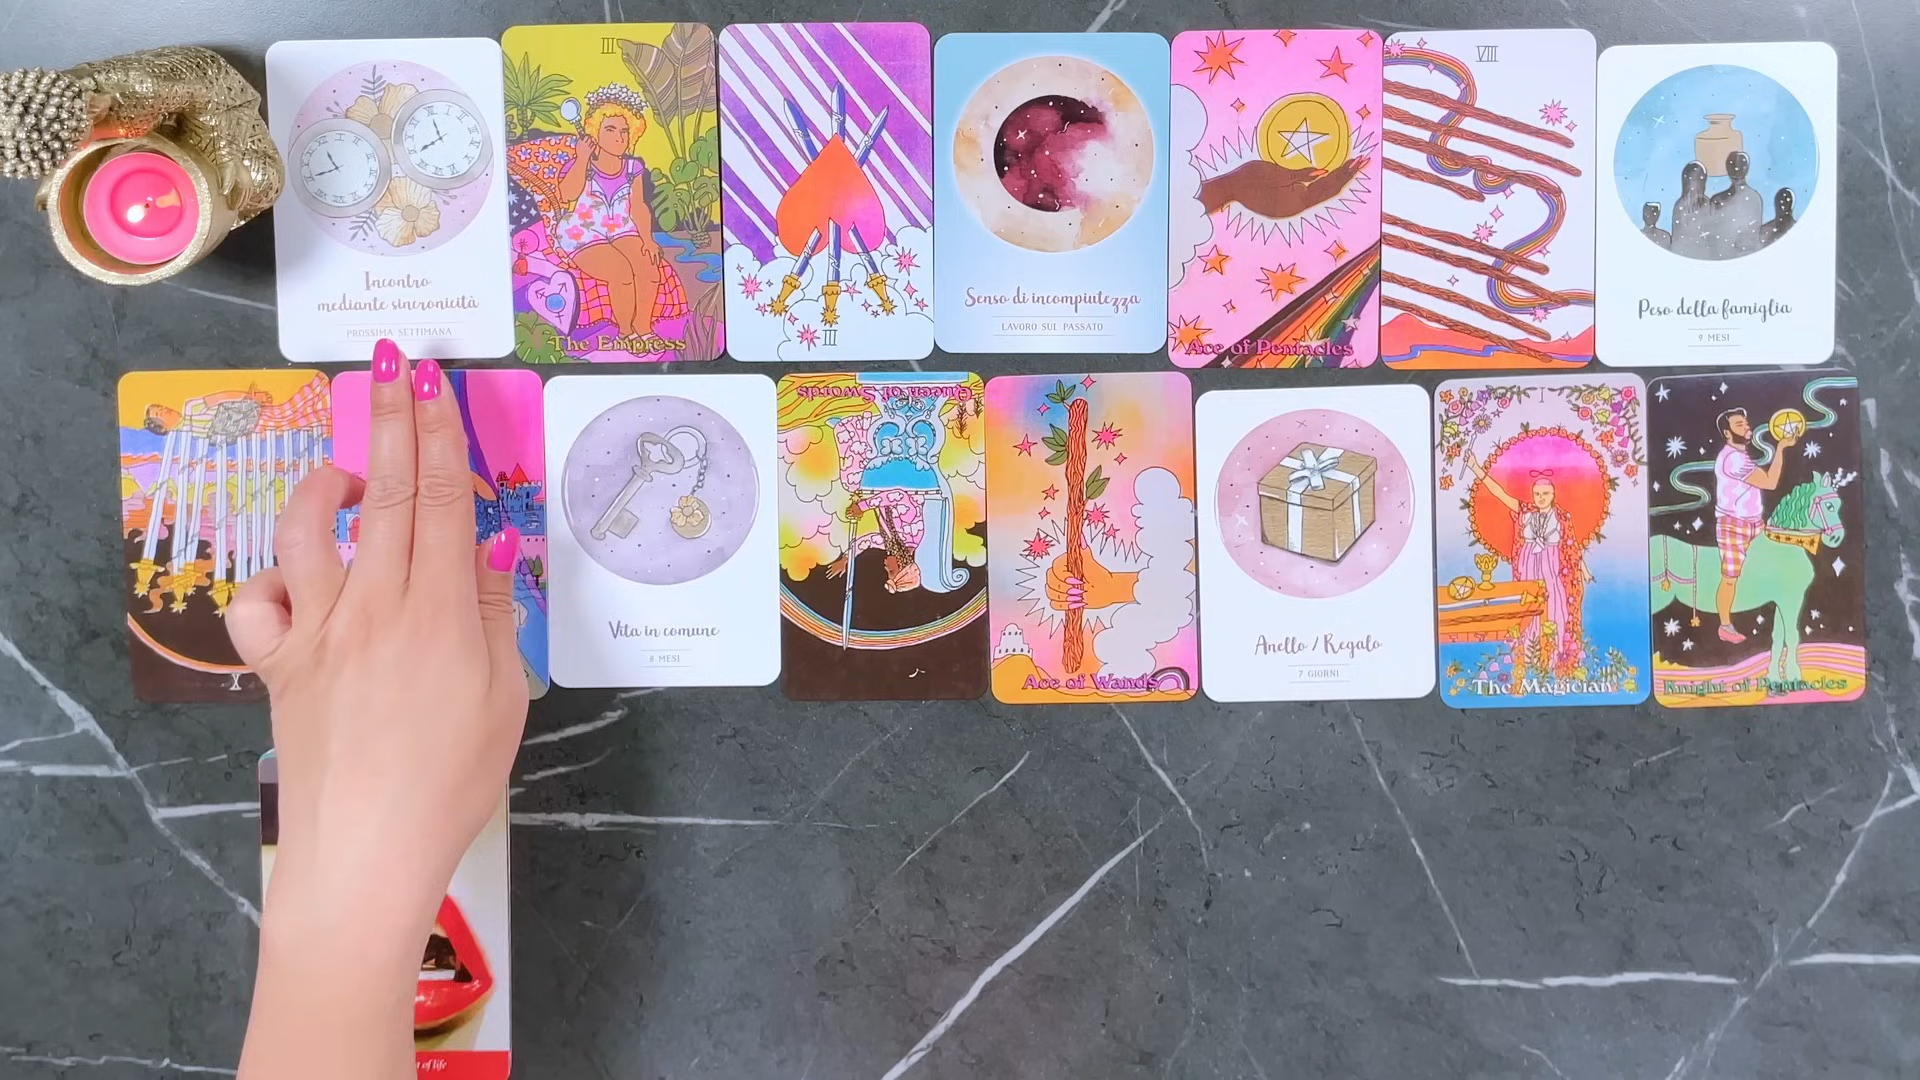 Incontro
mediante sincronicità
PROSSIMA SETTIMANA
III
The Empress
III
Senso di incompiutezza
LAVORO SUL PASSATO
Ace of Pentacles
VIII
Peso della famiglia
9 MESI
X
Vita in comune
8 MESI
Queen of Swords
Ace of Wands
Anello / Regalo
7 GIORNI
I
The Magician
Knight of Pentacles
of life